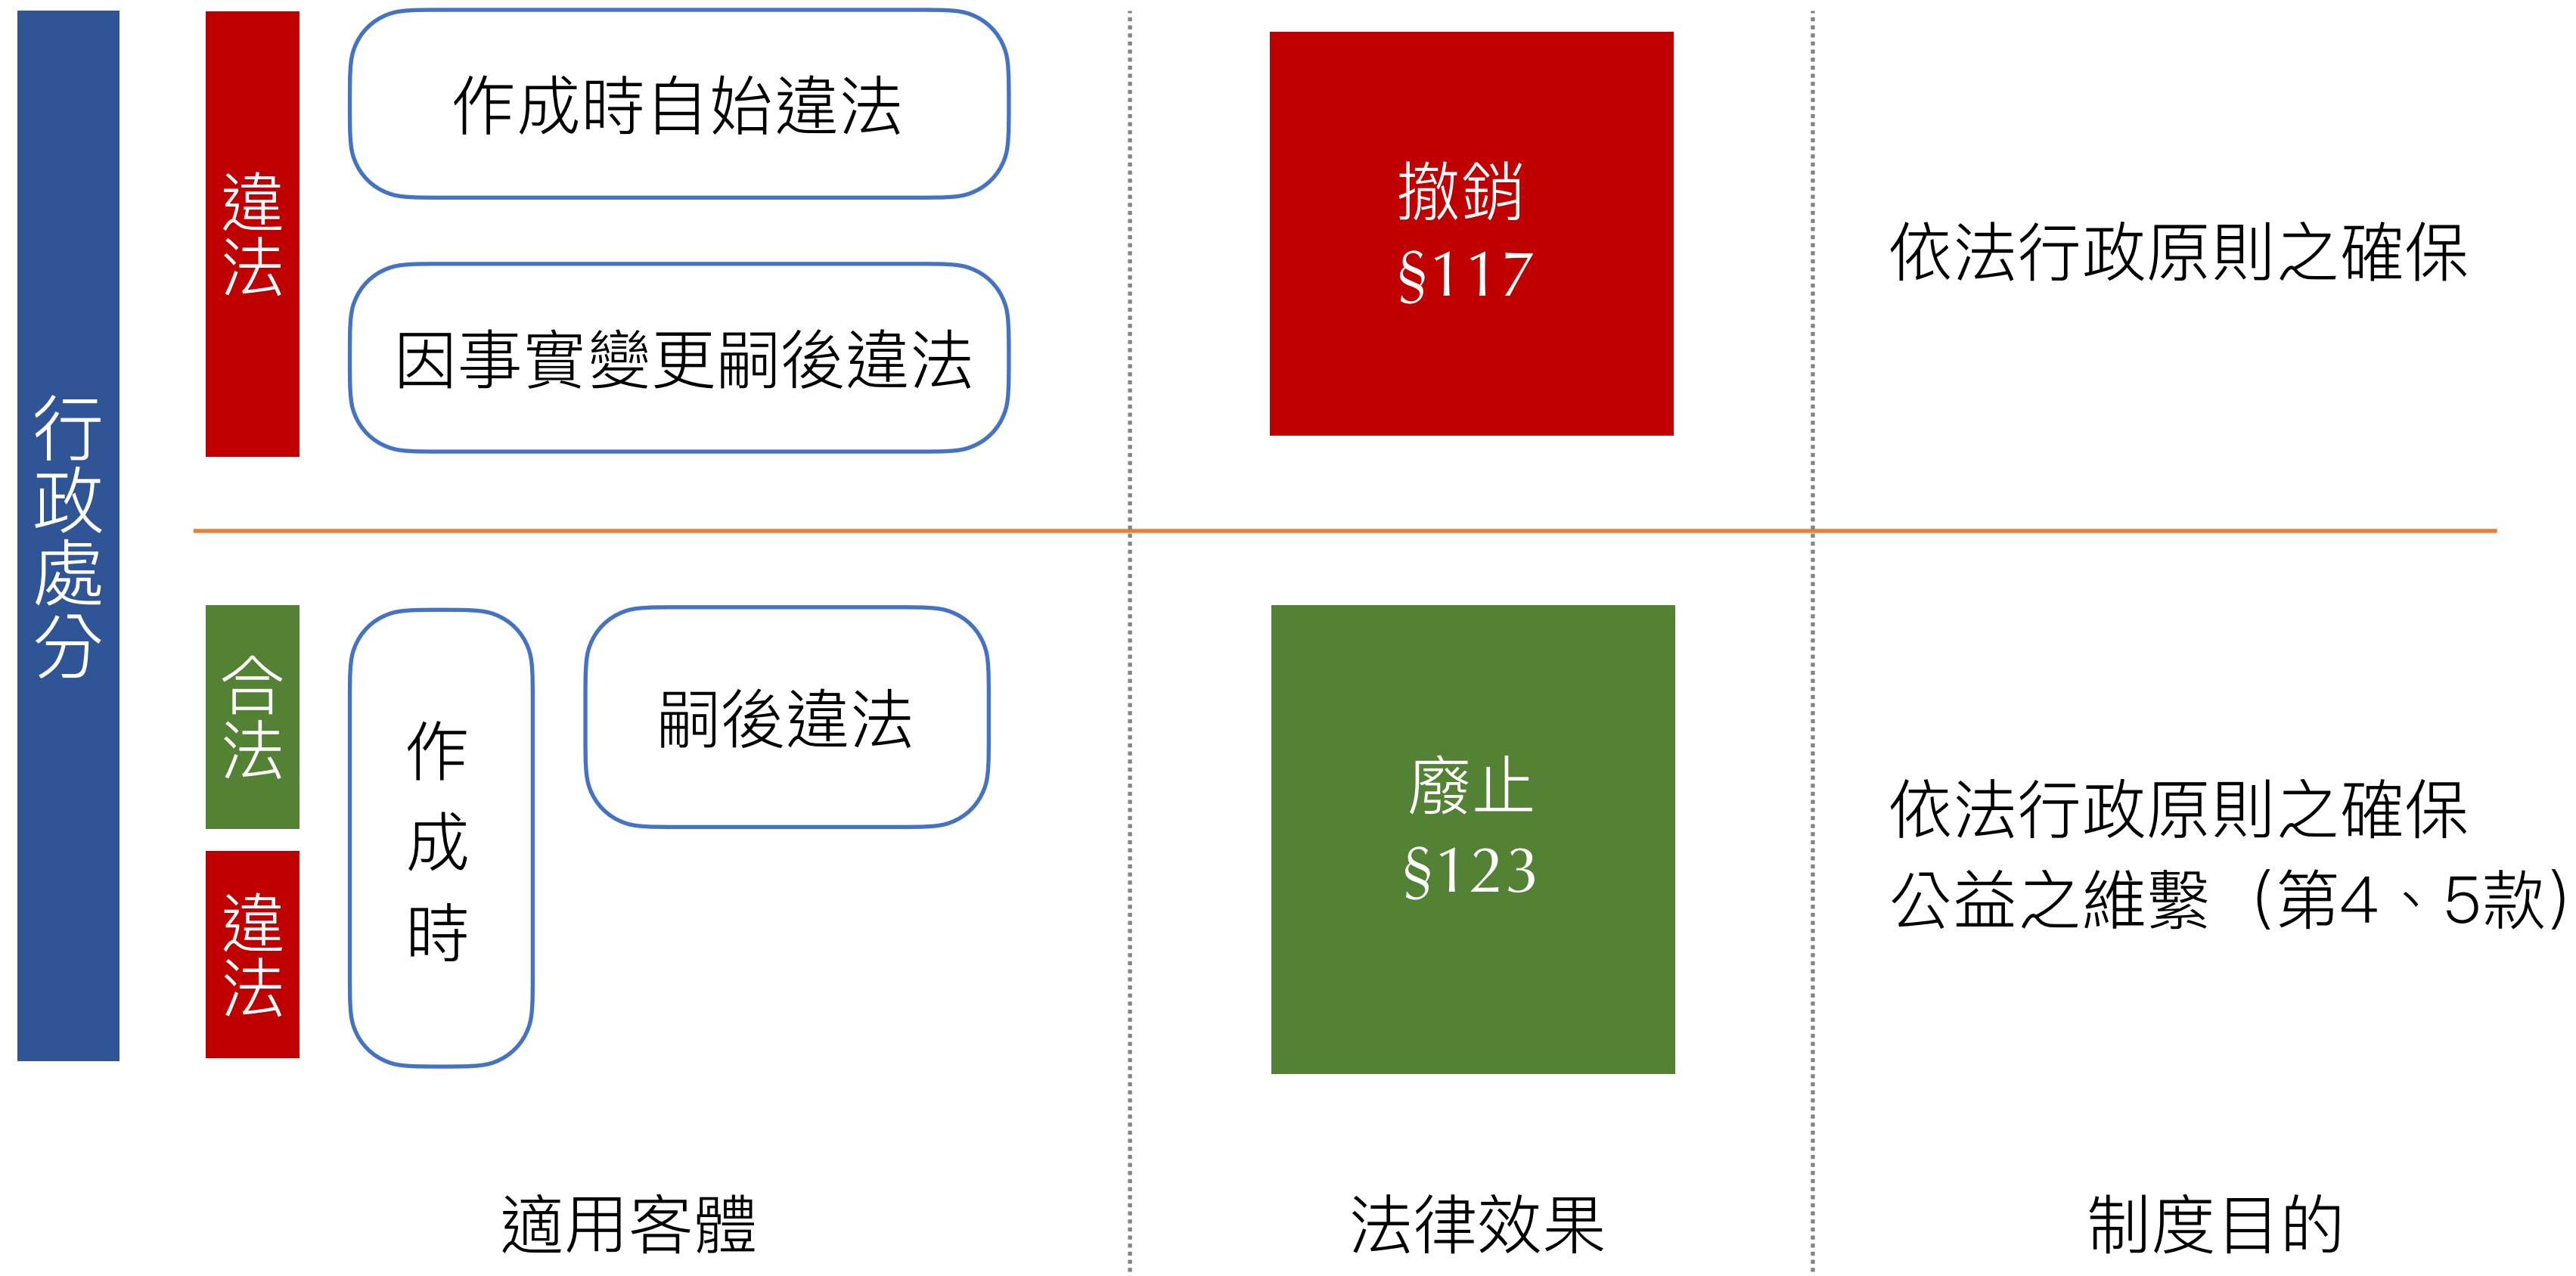 行政處分
違法
作成時自始違法
因事實變更嗣後違法
撤銷
§117
依法行政原則之確保
合法
違法
作成時
嗣後違法
廢止
§123
依法行政原則之確保
公益之維繫（第4、5款）
適用客體
法律效果
制度目的